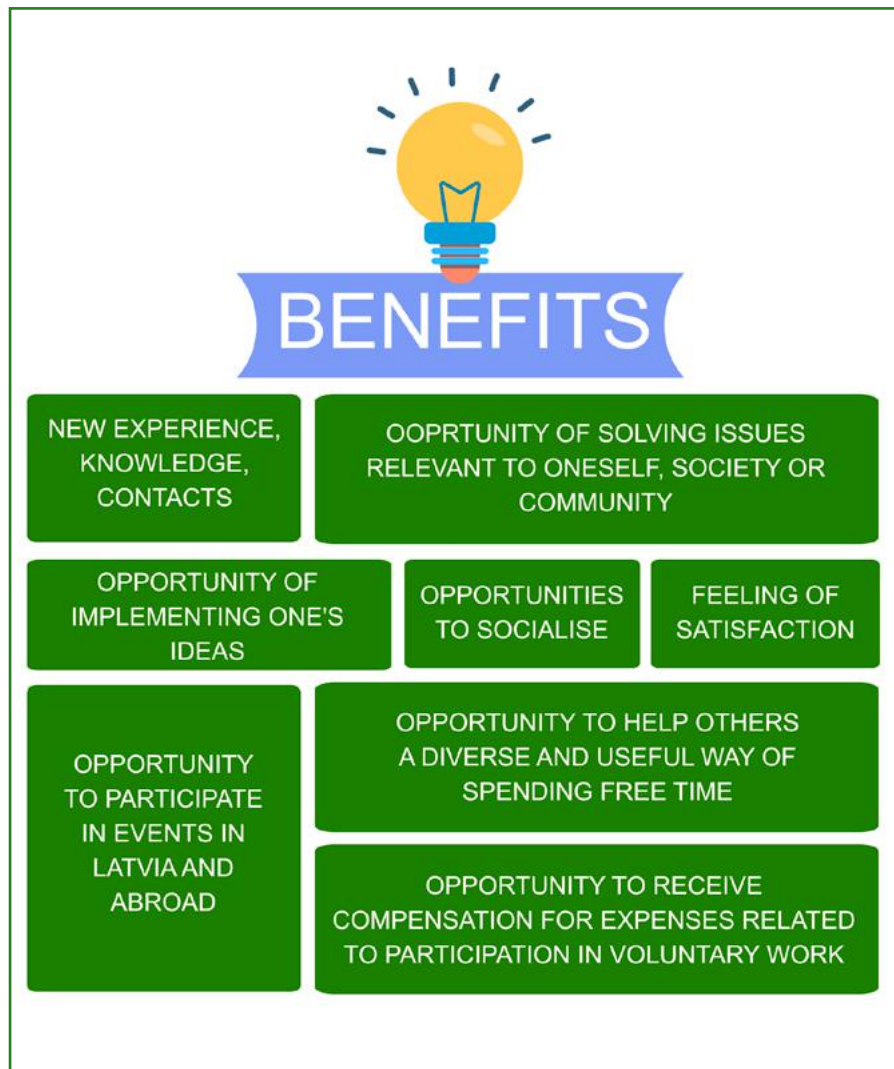 BENEFITS
NEW EXPERIENCE,
KNOWLEDGE,
CONTACTS
OOPRTUNITY OF SOLVING ISSUES
RELEVANT TO ONESELF, SOCIETY OR
COMMUNITY
OPPORTUNITY OF
IMPLEMENTING ONE'S
IDEAS
OPPORTUNITIES
TO SOCIALISE
FEELING OF
SATISFACTION
OPPORTUNITY
TO PARTICIPATE
IN EVENTS IN
LATVIA AND
ABROAD
OPPORTUNITY TO HELP OTHERS
A DIVERSE AND USEFUL WAY OF
SPENDING FREE TIME
OPPORTUNITY TO RECEIVE
COMPENSATION FOR EXPENSES RELATED
TO PARTICIPATION IN VOLUNTARY WORK